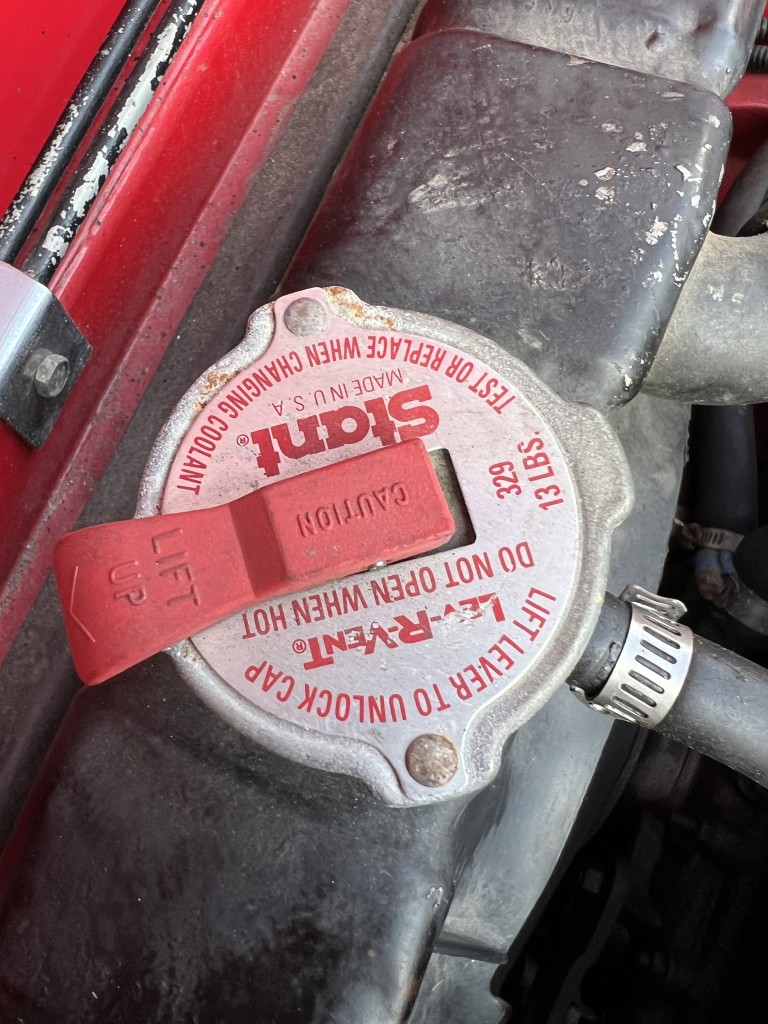 TEST OR REPLACE WHEN CHANGING COOLANT
MADE IN U.S.A.
Stant®
329
13 LBS.
CAUTION
LIFT
UP
DO NOT OPEN WHEN HOT
LEV-R-VENT®
LIFT LEVER TO UNLOCK CAP